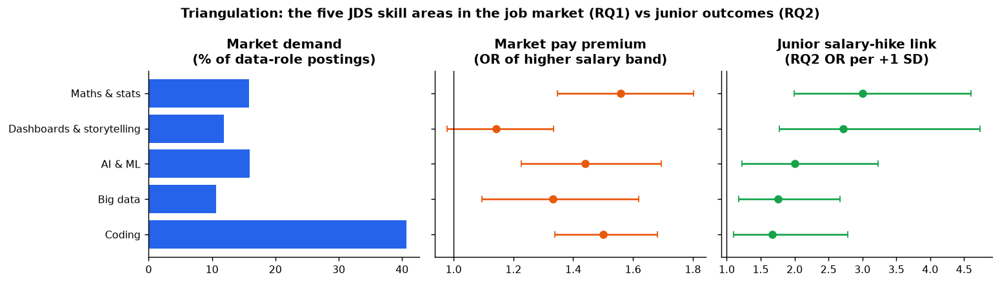 Triangulation: the five JDS skill areas in the job market (RQ1) vs junior outcomes (RQ2)
Market demand
(% of data-role postings)
Market pay premium
(OR of higher salary band)
Junior salary-hike link
(RQ2 OR per +1 SD)
Maths & stats
Dashboards & storytelling
AI & ML
Big data
Coding
0 10 20 30 40
1.0 1.2 1.4 1.6 1.8
1.0 1.5 2.0 2.5 3.0 3.5 4.0 4.5